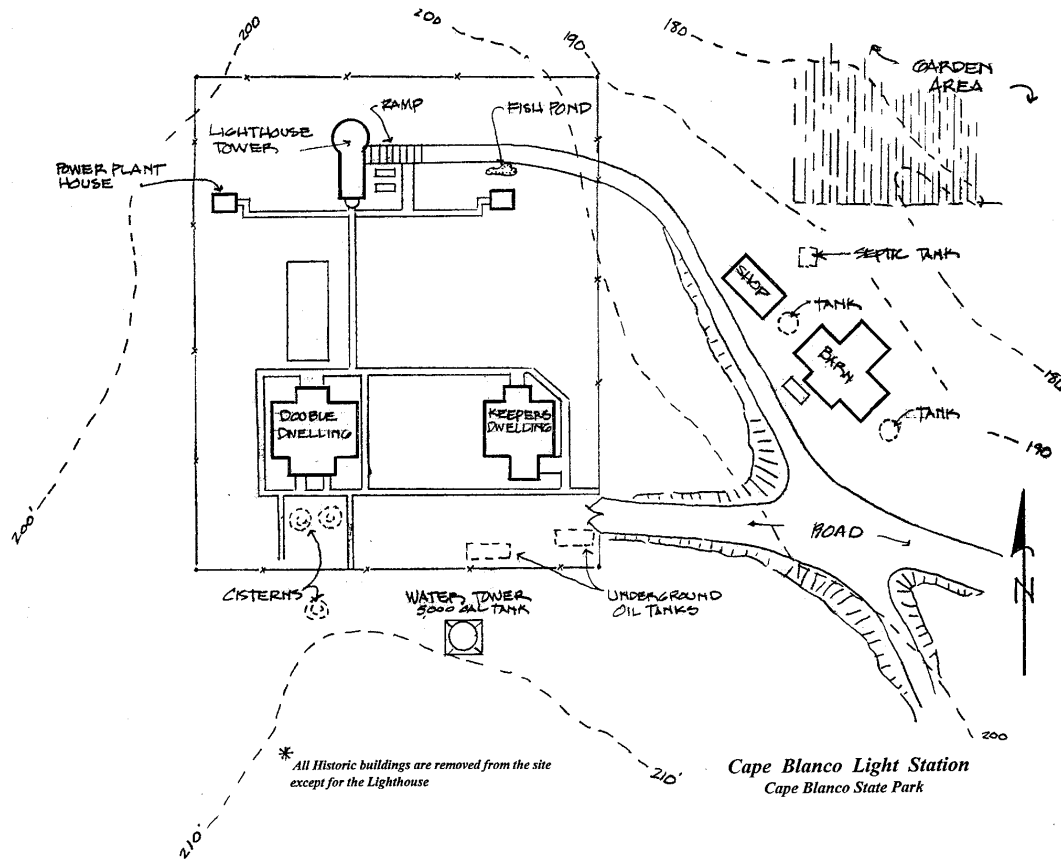 200
200
190
180
GARDEN
AREA
RAMP
FISH POND
LIGHTHOUSE
TOWER
POWER PLANT
HOUSE
SEPTIC TANK
SHOP
TANK
BARN
180
TANK
DOUBLE
DWELLING
KEEPERS
DWELLING
190
200'
ROAD
CISTERNS
WATER TOWER
5,000 GAL TANK
UNDERGROUND
OIL TANKS
N
200
* All Historic buildings are removed from the site
except for the Lighthouse
210'
Cape Blanco Light Station
Cape Blanco State Park
210'